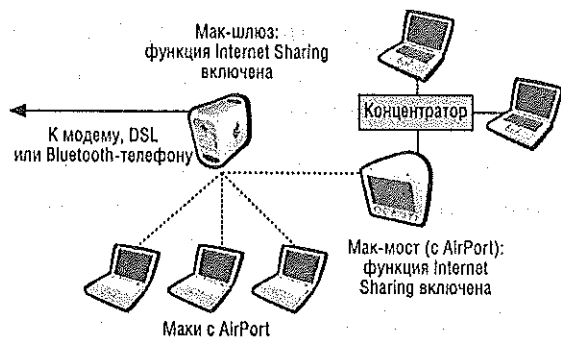 Мак-шлюз:
функция Internet Sharing
включена
К модему, DSL
или Bluetooth-телефону
Концентратор
Мак-мост (с AirPort):
функция Internet
Sharing включена
Маки с AirPort